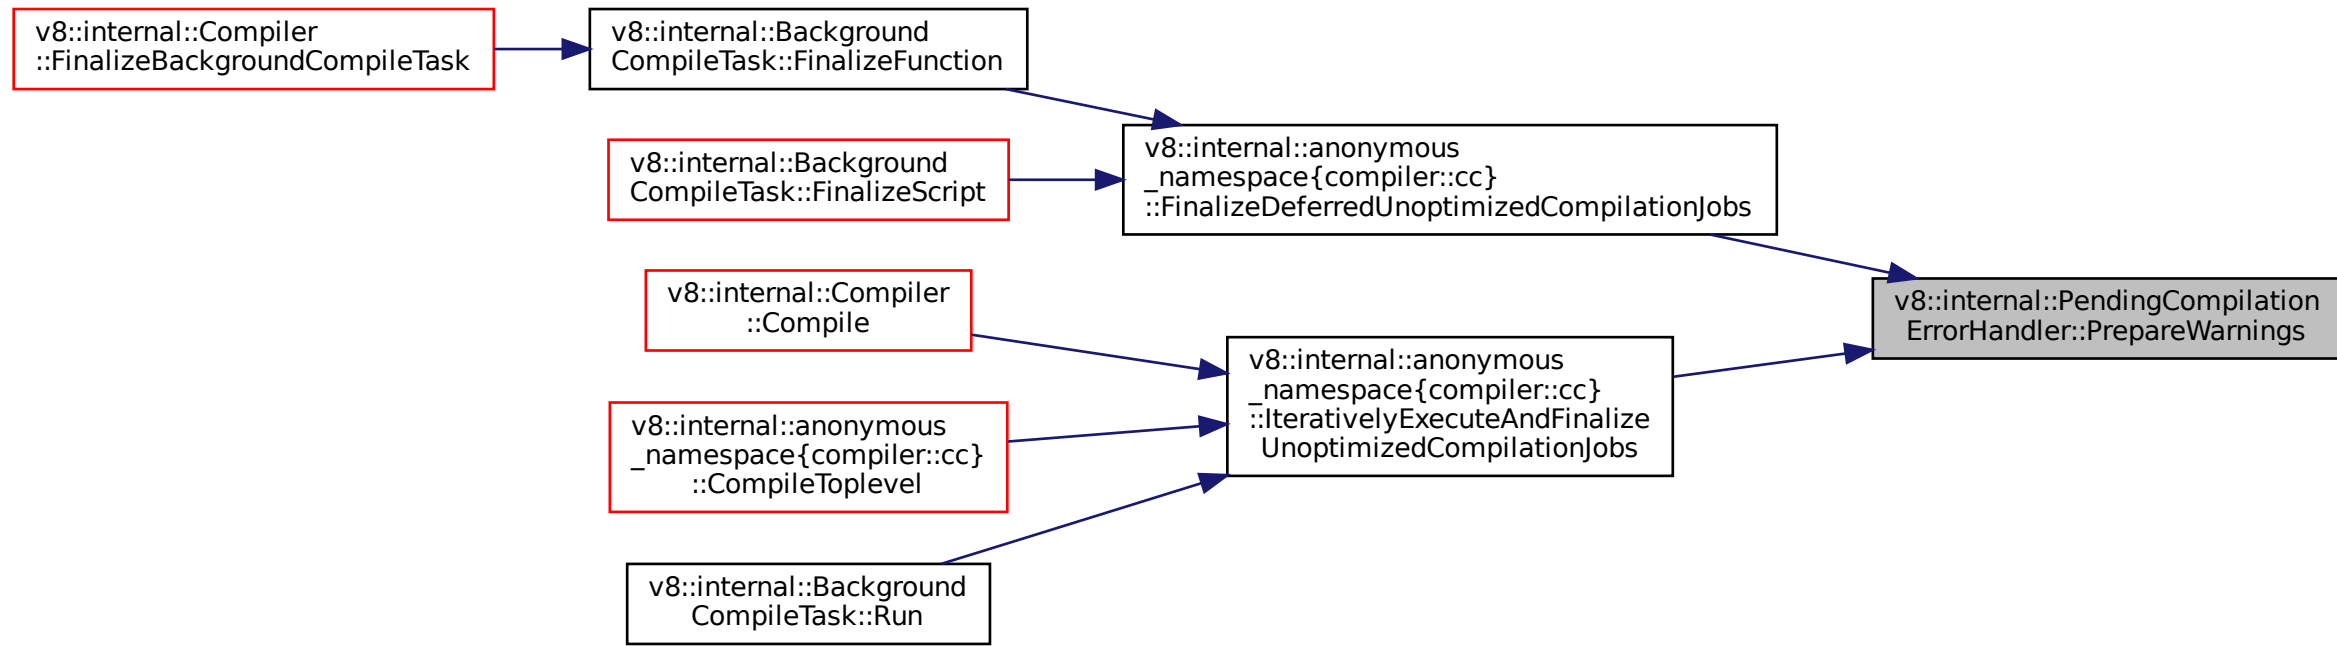 v8::internal::Compiler
::FinalizeBackgroundCompileTask
v8::internal::Background
CompileTask::FinalizeFunction
v8::internal::Background
CompileTask::FinalizeScript
v8::internal::anonymous
_namespace{compiler::cc}
::FinalizeDeferredUnoptimizedCompilationJobs
v8::internal::Compiler
::Compile
v8::internal::PendingCompilation
ErrorHandler::PrepareWarnings
v8::internal::anonymous
_namespace{compiler::cc}
::IterativelyExecuteAndFinalize
UnoptimizedCompilationJobs
v8::internal::anonymous
_namespace{compiler::cc}
::CompileToplevel
v8::internal::Background
CompileTask::Run